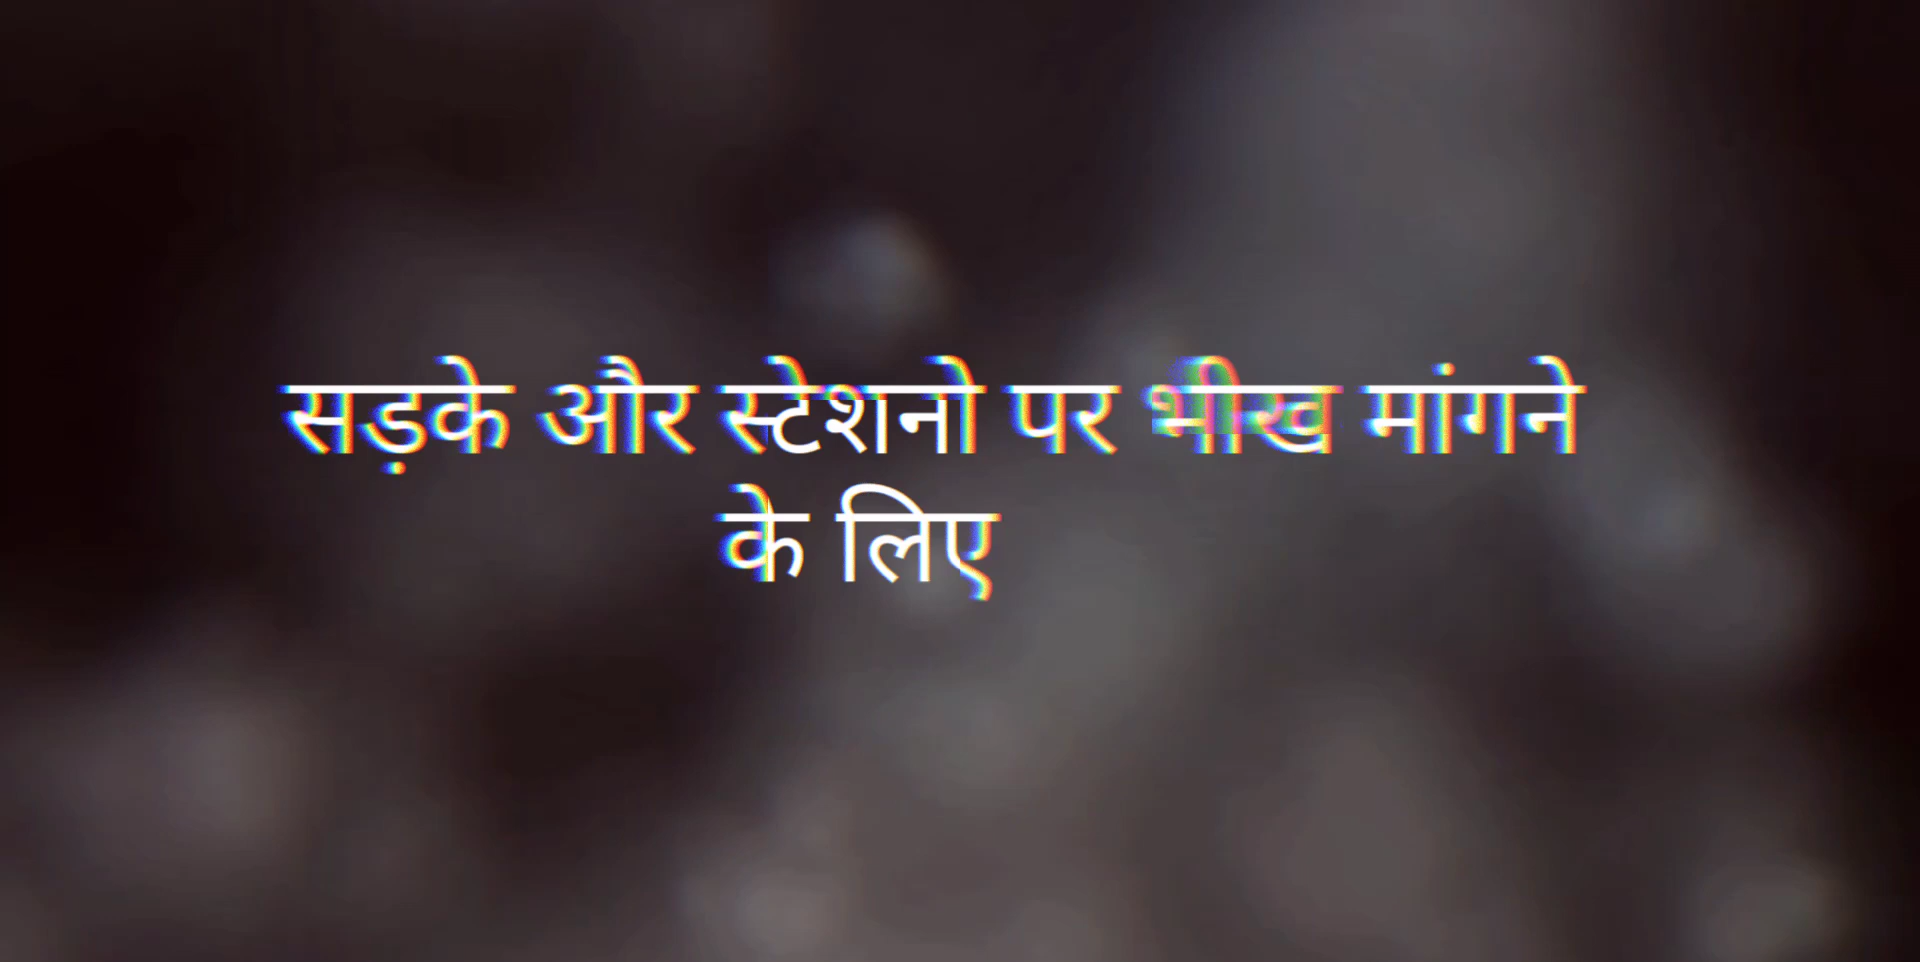 सड़के और स्टेशनो पर भीख मांगने
के लिए